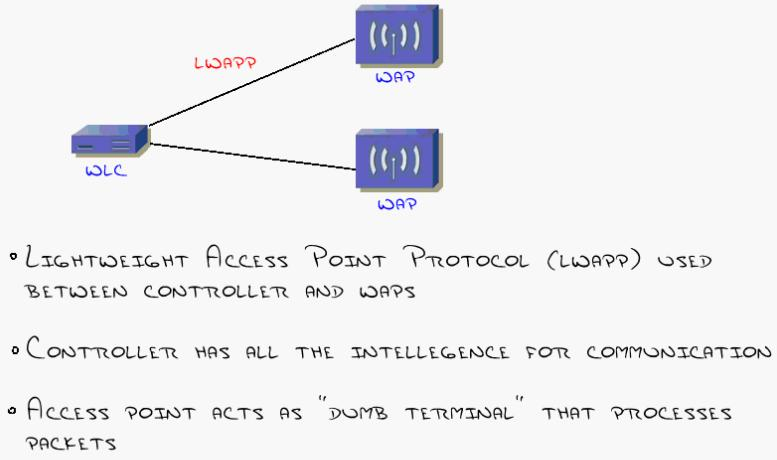 LWAPP
WAP
WLC
WAP
° LIGHTWEIGHT ACCESS POINT PROTOCOL (LWAPP) USED
BETWEEN CONTROLLER AND WAPS
° CONTROLLER HAS ALL THE INTELLEGENCE FOR COMMUNICATION
° ACCESS POINT ACTS AS "DUMB TERMINAL" THAT PROCESSES
PACKETS